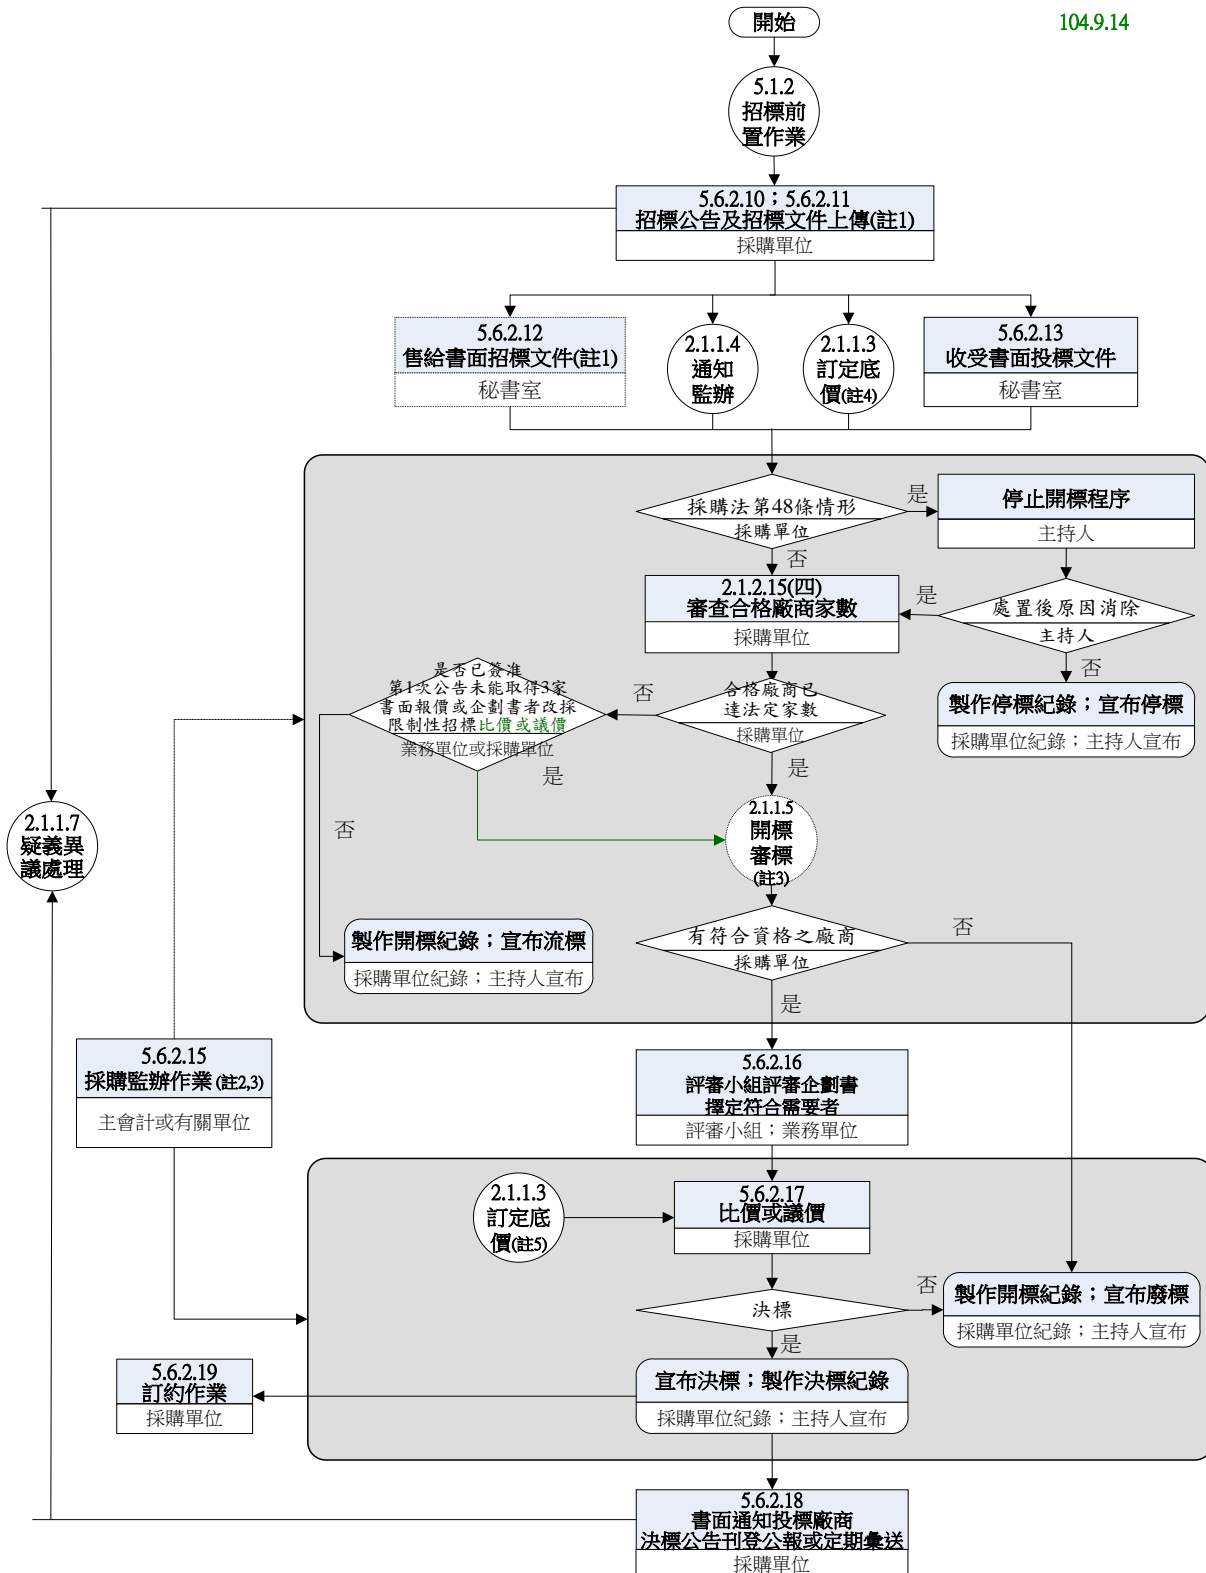 開始
104.9.14
5.1.2
招標前
置作業
5.6.2.10；5.6.2.11
招標公告及招標文件上傳(註1)
採購單位
5.6.2.12
售給書面招標文件(註1)
秘書室
2.1.1.4
通知
監辦
2.1.1.3
訂定底
價(註4)
5.6.2.13
收受書面投標文件
秘書室
採購法第48條情形
採購單位
是
否
停止開標程序
主持人
2.1.2.15(四)
審查合格廠商家數
採購單位
是
處置後原因消除
主持人
否
製作停標紀錄；宣布停標
採購單位紀錄；主持人宣布
是否已簽准
第1次公告未能取得3家
書面報價或企劃書者改採
限制性招標比價或議價
業務單位或採購單位
否
合格廠商已
達法定家數
採購單位
是
是
否
2.1.1.5
開標
審標
(註3)
2.1.1.7
疑義異
議處理
製作開標紀錄；宣布流標
採購單位紀錄；主持人宣布
有符合資格之廠商
採購單位
否
是
5.6.2.15
採購監辦作業(註2,3)
主會計或有關單位
5.6.2.16
評審小組評審企劃書
擇定符合需要者
評審小組；業務單位
2.1.1.3
訂定底
價(註5)
5.6.2.17
比價或議價
採購單位
決標
否
是
製作開標紀錄；宣布廢標
採購單位紀錄；主持人宣布
5.6.2.19
訂約作業
採購單位
宣布決標；製作決標紀錄
採購單位紀錄；主持人宣布
5.6.2.18
書面通知投標廠商
決標公告刊登公報或定期彙送
採購單位